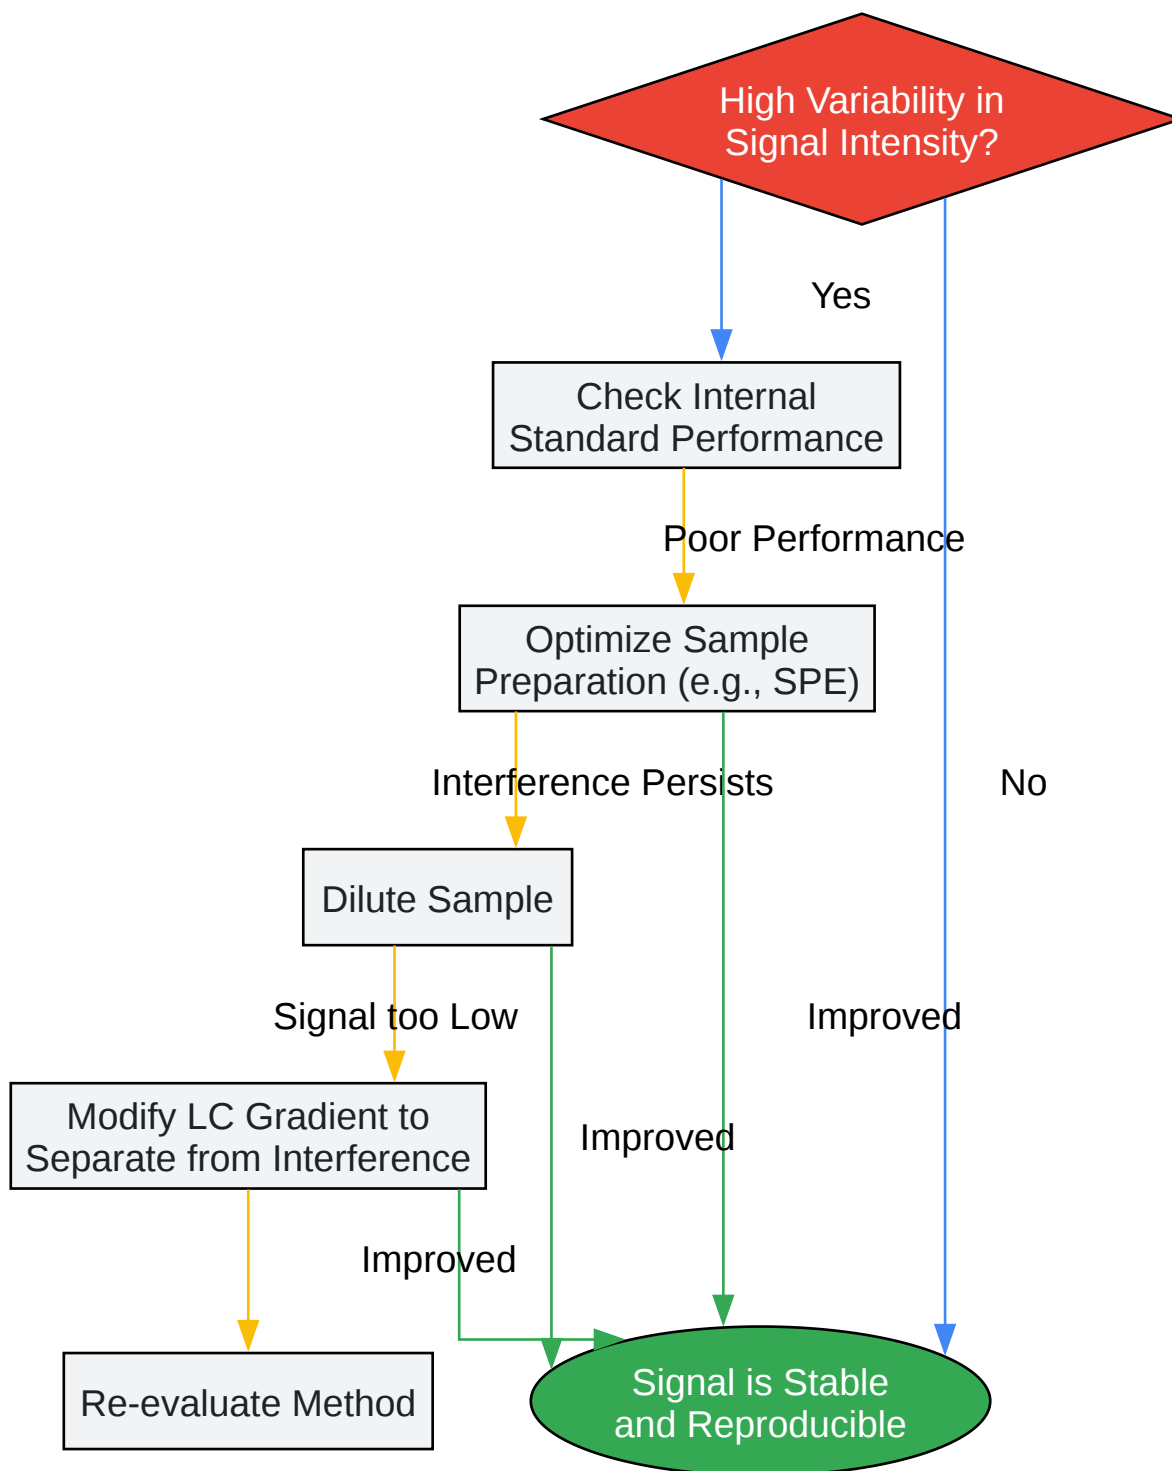 High Variability in
Signal Intensity?
Yes
Check Internal
Standard Performance
Poor Performance
Optimize Sample
Preparation (e.g., SPE)
Interference Persists
No
Dilute Sample
Signal too Low
Improved
Modify LC Gradient to
Separate from Interference
Improved
Improved
Re-evaluate Method
Signal is Stable
and Reproducible